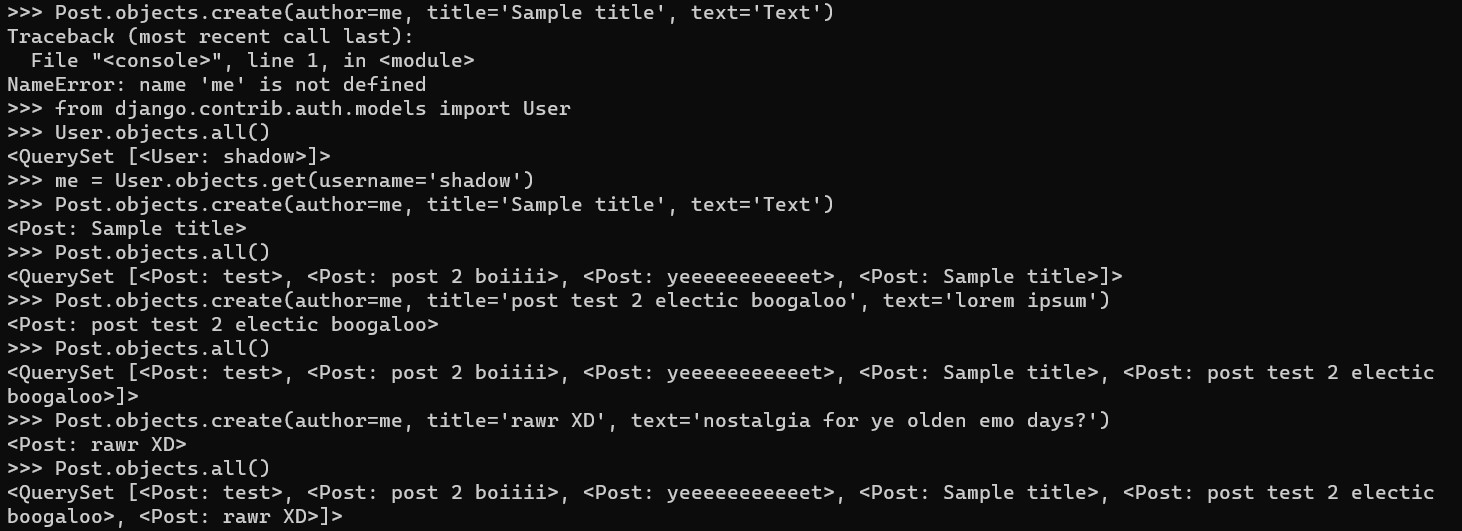 >>> Post.objects.create(author=me, title='Sample title', text='Text')
Traceback (most recent call last):
  File "<console>", line 1, in <module>
NameError: name 'me' is not defined
>>> from django.contrib.auth.models import User
>>> User.objects.all()
<QuerySet [<User: shadow>]>
>>> me = User.objects.get(username='shadow')
>>> Post.objects.create(author=me, title='Sample title', text='Text')
<Post: Sample title>
>>> Post.objects.all()
<QuerySet [<Post: test>, <Post: post 2 boiiii>, <Post: yeeeeeeeeeeet>, <Post: Sample title>]>
>>> Post.objects.create(author=me, title='post test 2 electic boogaloo', text='lorem ipsum')
<Post: post test 2 electic boogaloo>
>>> Post.objects.all()
<QuerySet [<Post: test>, <Post: post 2 boiiii>, <Post: yeeeeeeeeeeet>, <Post: Sample title>, <Post: post test 2 electic
boogaloo>]>
>>> Post.objects.create(author=me, title='rawr XD', text='nostalgia for ye olden emo days?')
<Post: rawr XD>
>>> Post.objects.all()
<QuerySet [<Post: test>, <Post: post 2 boiiii>, <Post: yeeeeeeeeeeet>, <Post: Sample title>, <Post: post test 2 electic
boogaloo>, <Post: rawr XD>]>